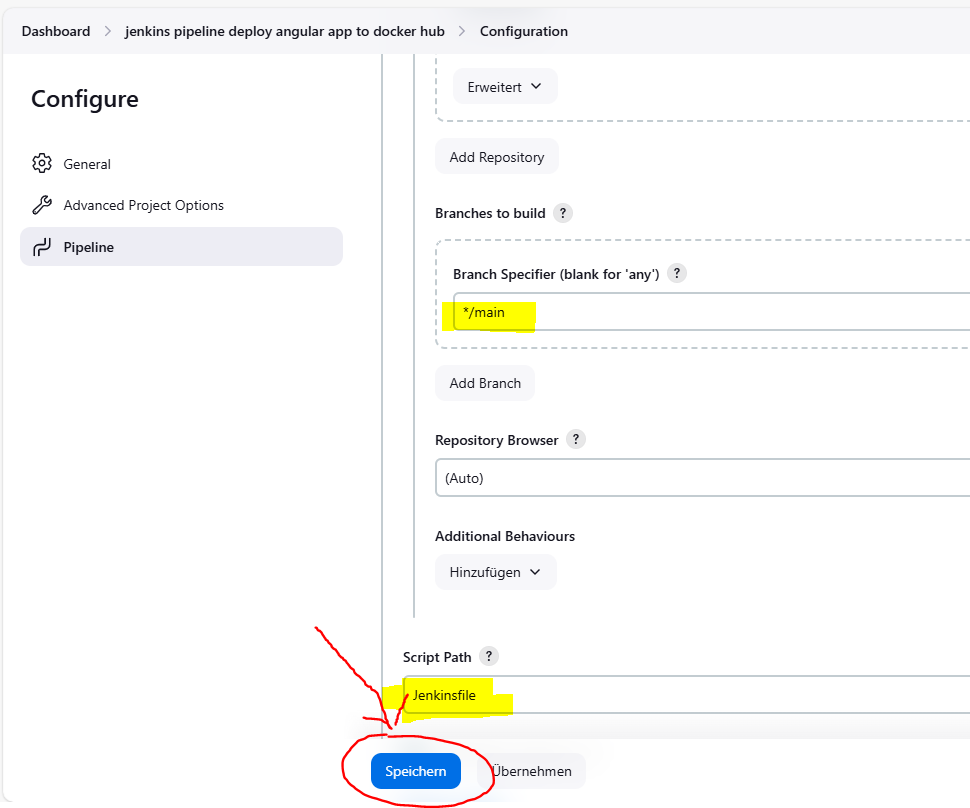 Dashboard > jenkins pipeline deploy angular app to docker hub > Configuration
Configure
General
Advanced Project Options
Pipeline
Erweitert
Add Repository
Branches to build ?
Branch Specifier (blank for 'any') ?
*/main
Add Branch
Repository Browser ?
(Auto)
Additional Behaviours
Hinzufügen
Script Path ?
Jenkinsfile
Speichern Übernehmen